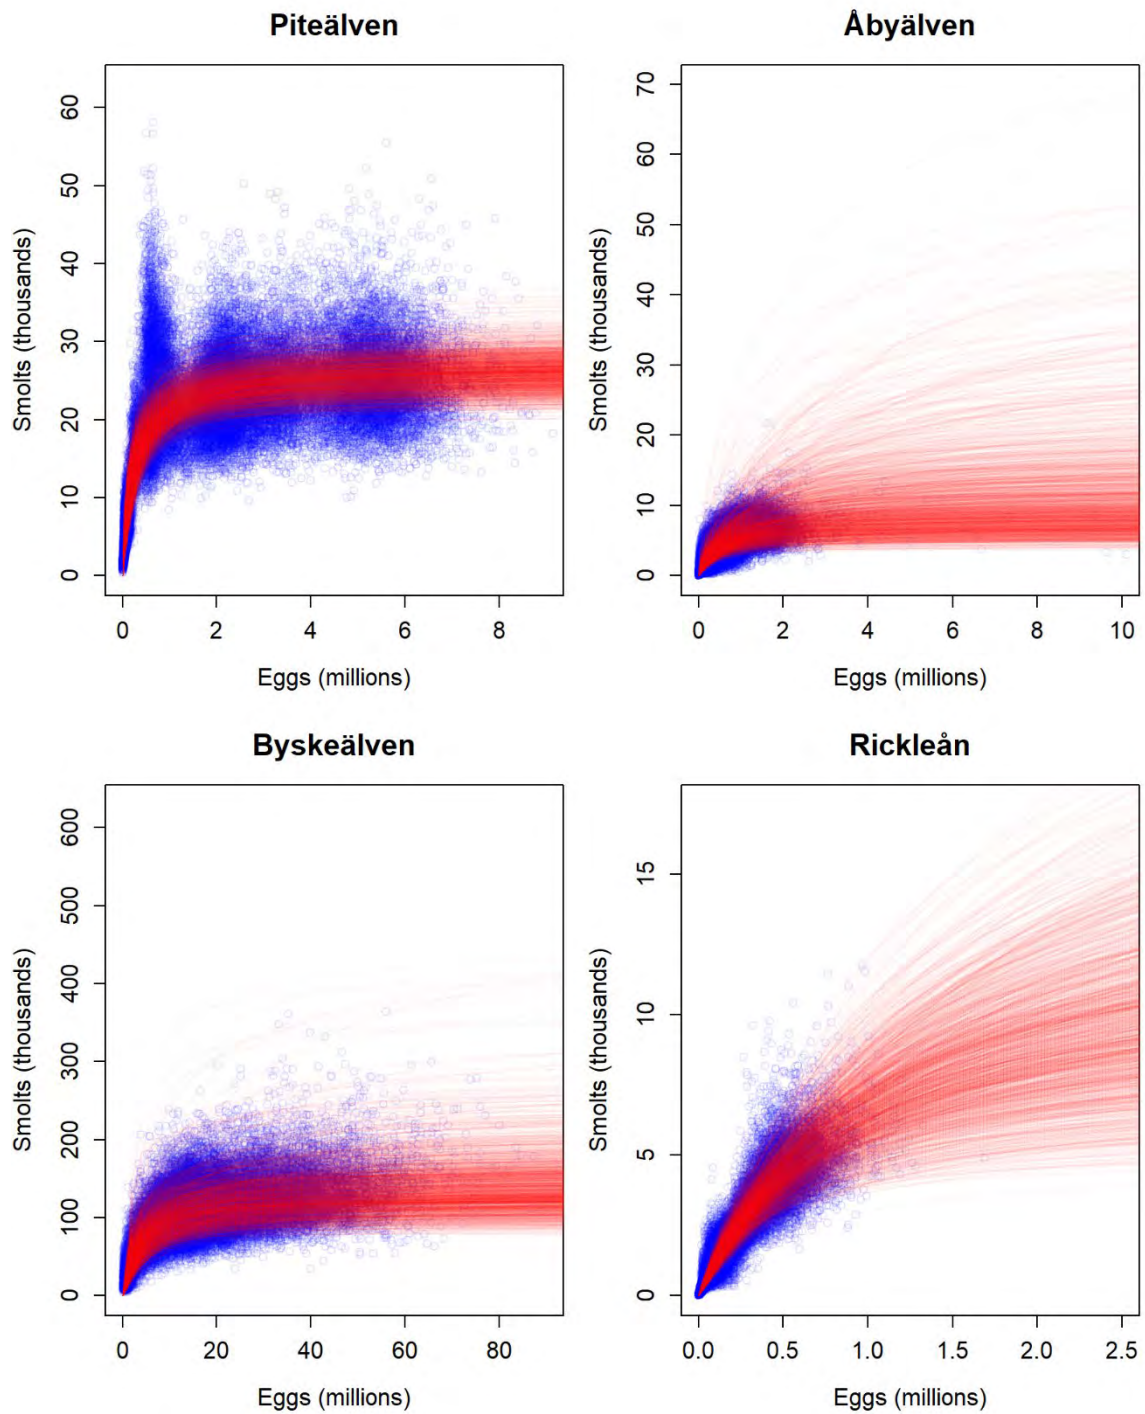 Piteälven
Smolts (thousands)
60
50
40
30
20
10
0
0 2 4 6 8
Eggs (millions)
Åbyälven
Smolts (thousands)
70
60
50
40
30
20
10
0
0 2 4 6 8 10
Eggs (millions)
Byskeälven
Smolts (thousands)
600
500
400
300
200
100
0
0 20 40 60 80
Eggs (millions)
Rickleån
Smolts (thousands)
15
10
5
0
0.0 0.5 1.0 1.5 2.0 2.5
Eggs (millions)